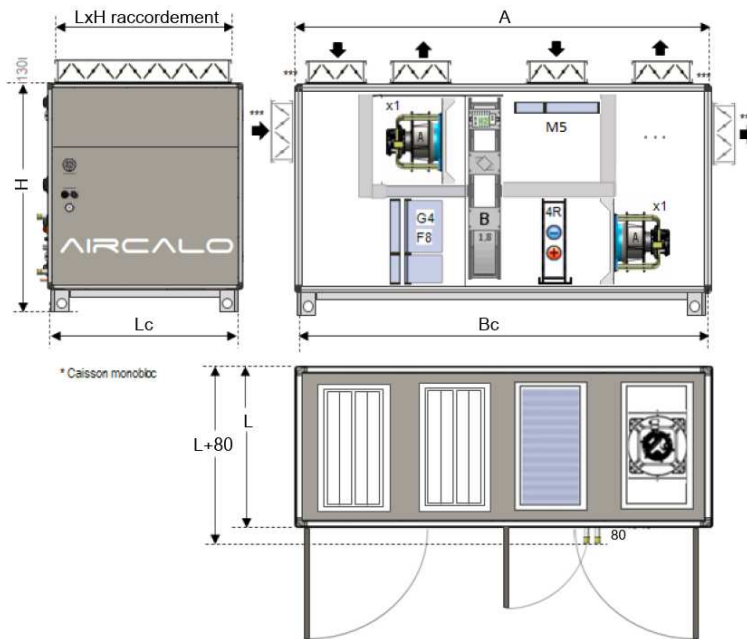 LxH raccordement
A
130
***
***
***
x1
A
M5
. . .
H
G4
F8
B
1,8
4R
x1
A
AIRCALO
Lc
Bc
* Caisson monobloc
L
L+80
80